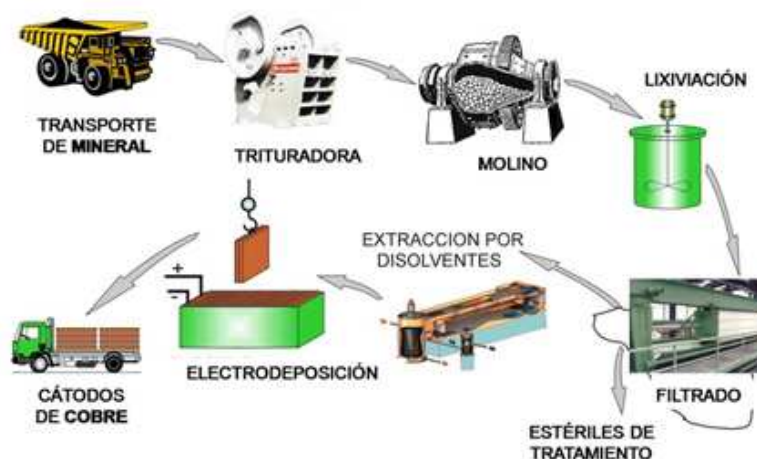 TRANSPORTE
DE MINERAL
TRITURADORA
MOLINO
LIXIVIACIÓN
EXTRACCION POR
DISOLVENTES
+
-
ELECTRODEPOSICIÓN
CÁTODOS
DE COBRE
FILTRADO
ESTÉRILES DE
TRATAMIENTO